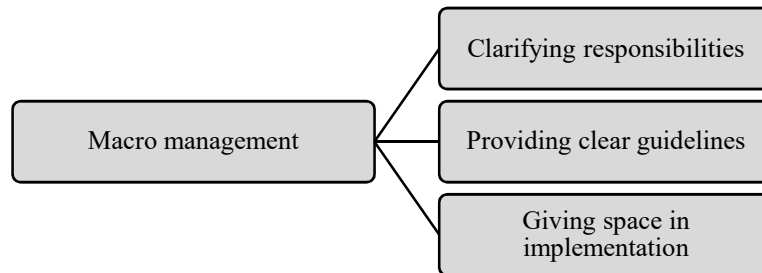 Clarifying responsibilities
Macro management
Providing clear guidelines
Giving space in
implementation